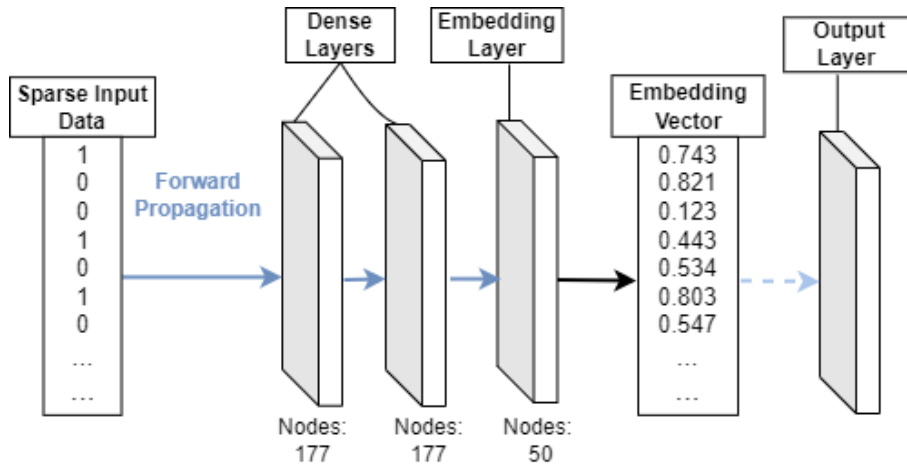 Dense
Layers
Embedding
Layer
Output
Layer
Sparse Input
Data
Embedding
Vector
1
0
0
1
0
1
0
...
...
Forward
Propagation
0.743
0.821
0.123
0.443
0.534
0.803
0.547
...
...
Nodes:
177
Nodes:
177
Nodes:
50